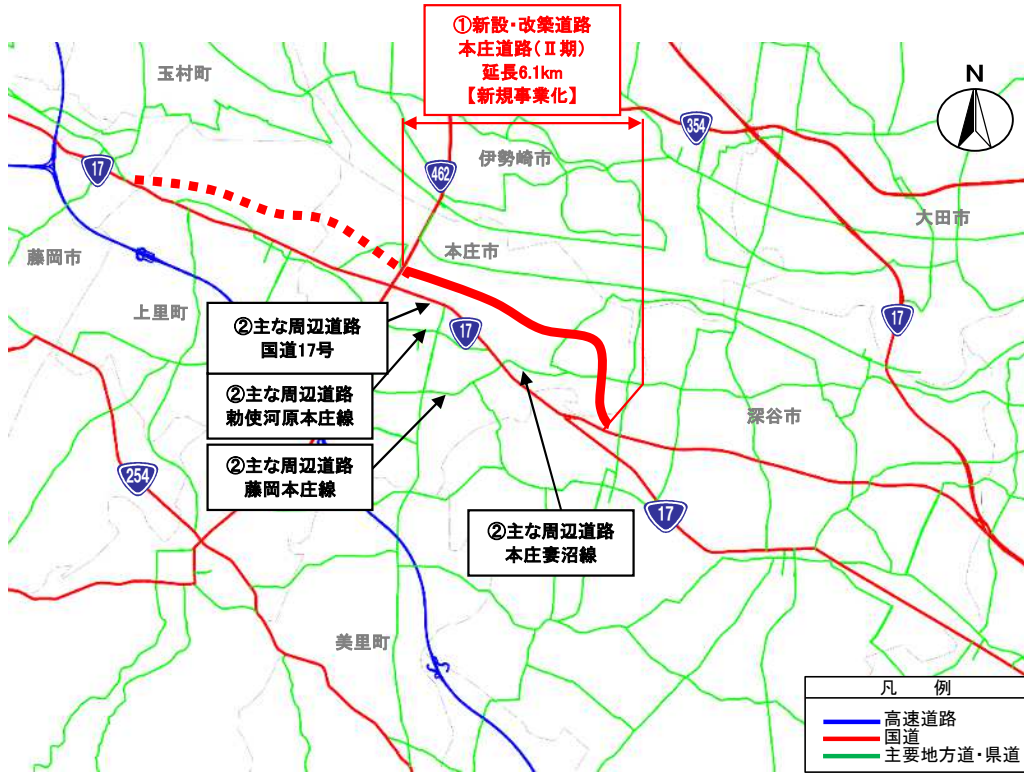 ①新設・改築道路
本庄道路(Ⅱ期)
延長6.1km
【新規事業化】
玉村町
N
354
17
伊勢崎市
462
大田市
本庄市
藤岡市
上里町
②主な周辺道路
国道17号
17
17
②主な周辺道路
勅使河原本庄線
深谷市
②主な周辺道路
藤岡本庄線
254
17
②主な周辺道路
本庄妻沼線
美里町
凡 例
高速道路
国道
主要地方道・県道